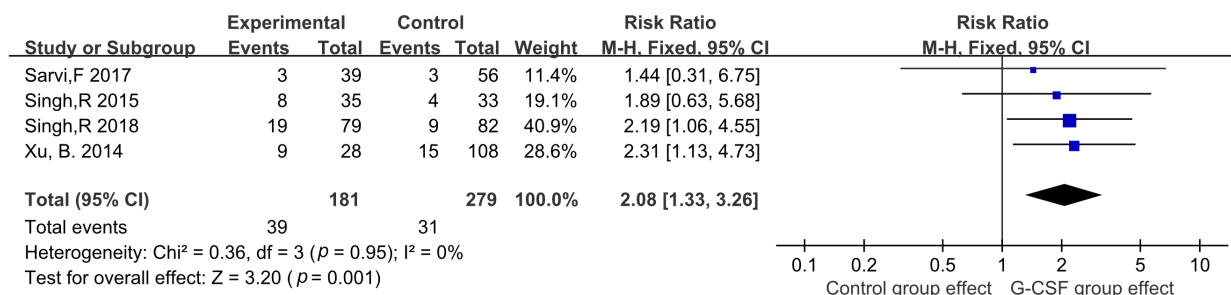 Experimental Control Risk Ratio Risk Ratio
Study or Subgroup Events Total Events Total Weight M-H, Fixed, 95% CI M-H, Fixed, 95% CI
Sarvi,F 2017 3 39 3 56 11.4% 1.44 [0.31, 6.75]
Singh,R 2015 8 35 4 33 19.1% 1.89 [0.63, 5.68]
Singh,R 2018 19 79 9 82 40.9% 2.19 [1.06, 4.55]
Xu, B. 2014 9 28 15 108 28.6% 2.31 [1.13, 4.73]
Total (95% CI) 181 279 100.0% 2.08 [1.33, 3.26]
Total events 39 31
Heterogeneity: Chi² = 0.36, df = 3 (p = 0.95); I² = 0%
Test for overall effect: Z = 3.20 (p = 0.001)
0.1 0.2 0.5 1 2 5 10
Control group effect G-CSF group effect